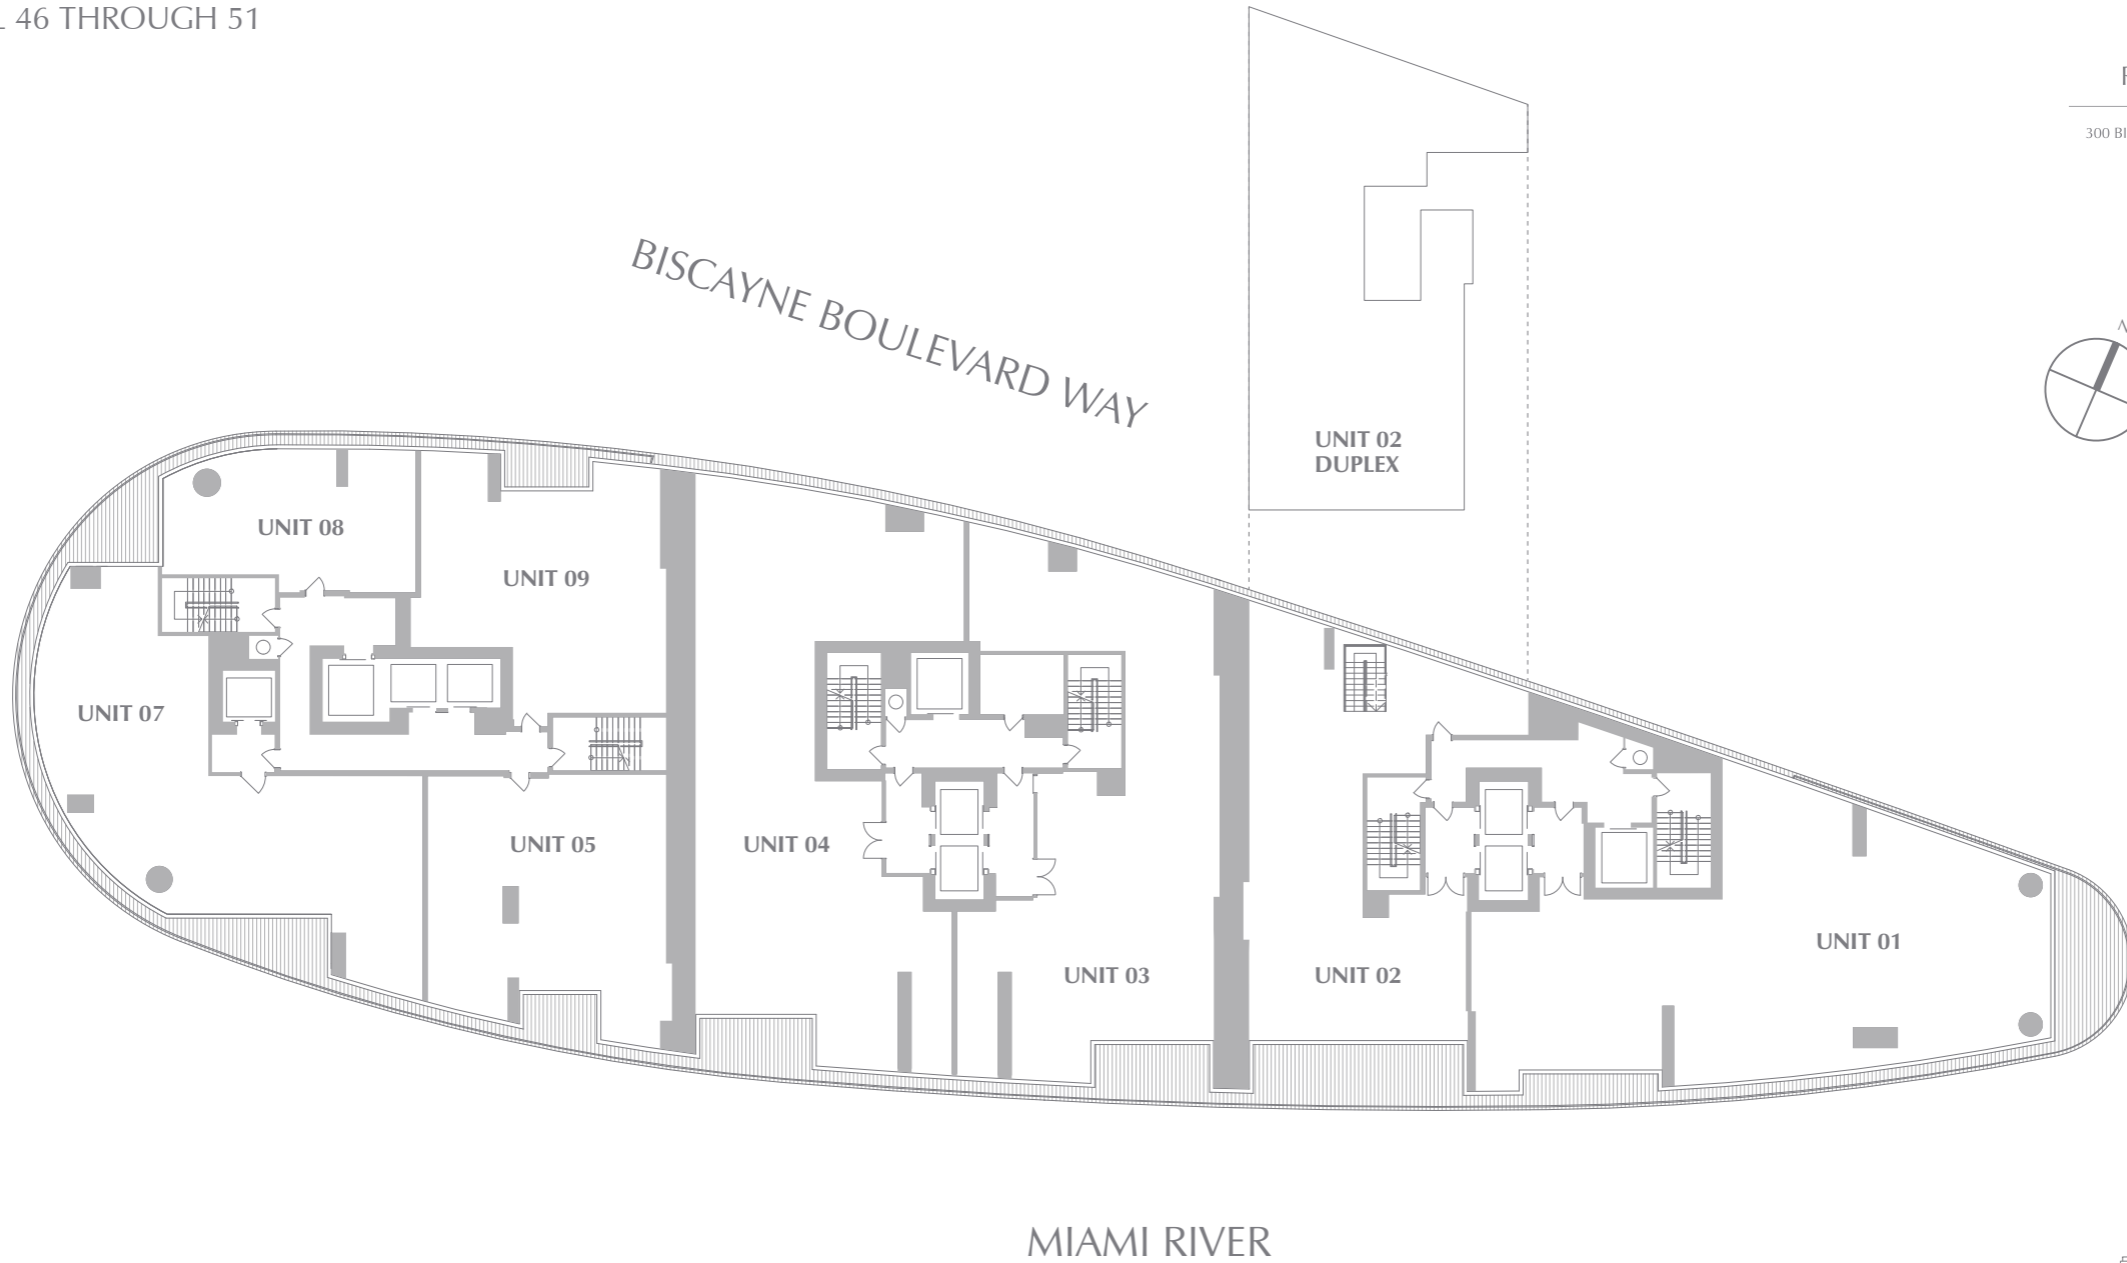 46 THROUGH 51
300
BISCAYNE BOULEVARD WAY
UNIT 02
DUPLEX
UNIT 08
UNIT 09
UNIT 07
UNIT 05
UNIT 04
UNIT 03
UNIT 02
UNIT 01
MIAMI RIVER